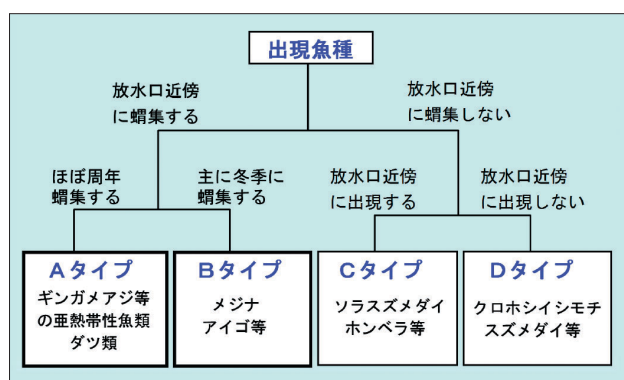 出現魚種
放水口近傍
に蝟集する
放水口近傍
に蝟集しない
ほぼ周年
蝟集する
主に冬季に
蝟集する
放水口近傍
に出現する
放水口近傍
に出現しない
Aタイプ
ギンガメアジ等
の亜熱帯性魚類
ダツ類
Bタイプ
メジナ
アイゴ等
Cタイプ
ソラスズメダイ
ホンベラ等
Dタイプ
クロホシイシモチ
スズメダイ等